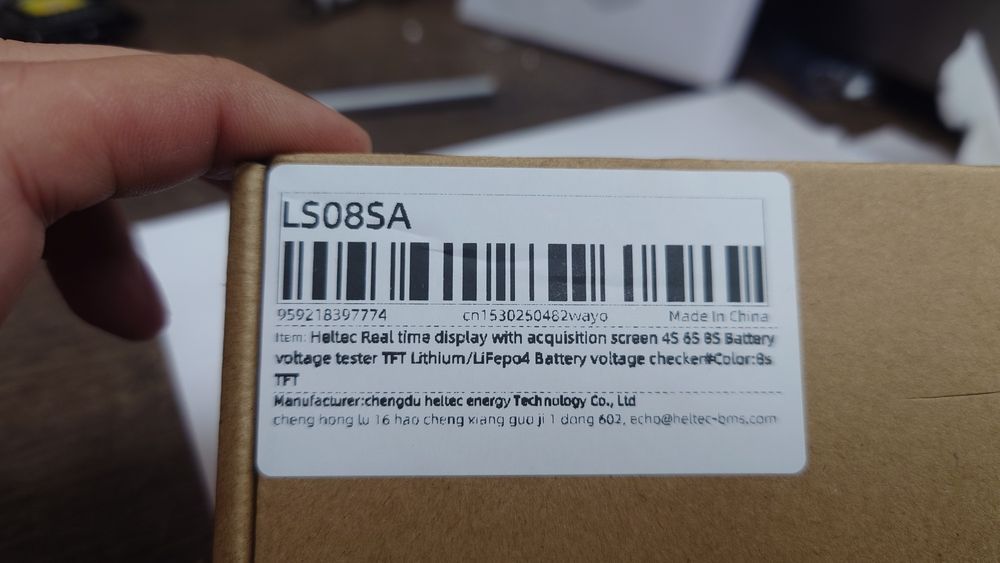 LS08SA
959218397774 cn1530250482wayo Made In China
Item: Heltec Real time display with acquisition screen 4S 6S 8S Battery
voltage tester TFT Lithium/LiFepo4 Battery voltage checker#Color:8s
TFT
Manufacturer:chengdu heltec energy Technology Co., Ltd
cheng hong lu 16 hao cheng xiang guo ji 1 dong 602, echo@heltec-bms.com